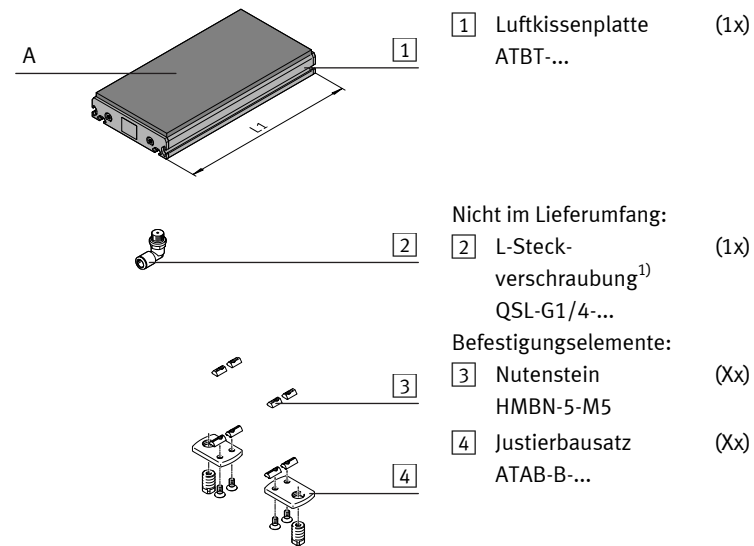 A
1
L1
1 Luftkissenplatte (1x)
ATBT-...
Nicht im Lieferumfang:
2
2 L-Steck- (1x)
verschraubung1)
QSL-G1/4-...
Befestigungselemente:
3
3 Nutenstein (Xx)
HMBN-5-M5
4
4 Justierbausatz (Xx)
ATAB-B-...